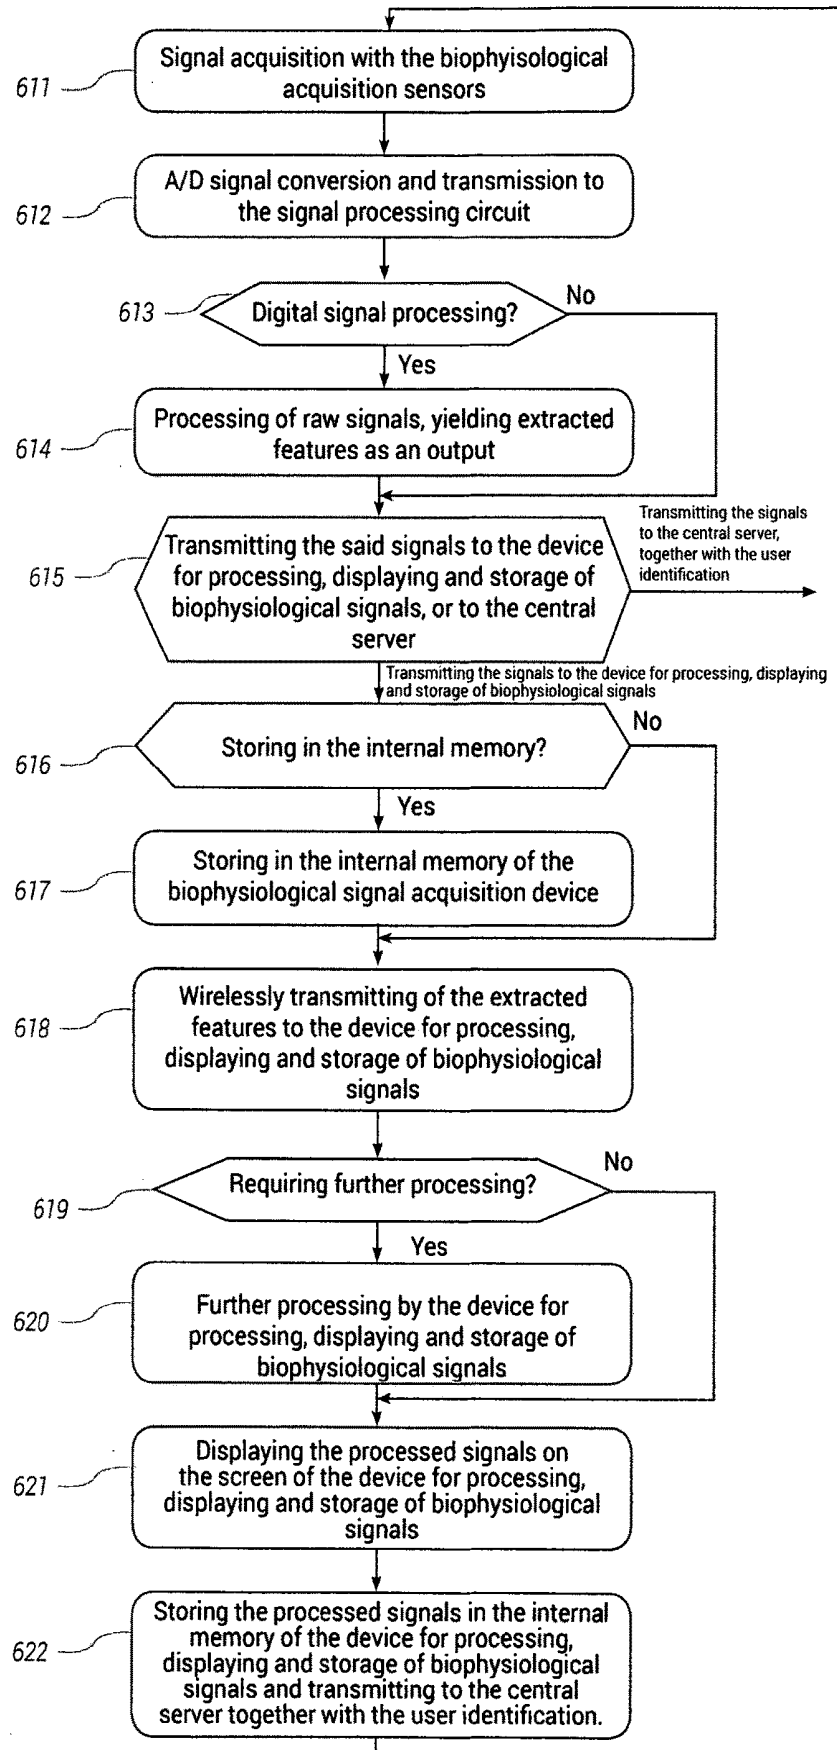 Signal acquisition with the biophyisological
acquisition sensors
611
A/D signal conversion and transmission to
the signal processing circuit
612
Digital signal processing?
No
613
Yes
Processing of raw signals, yielding extracted
features as an output
614
Transmitting the signals
to the central server,
together with the user
identification
Transmitting the said signals to the device
for processing, displaying and storage of
biophysiological signals, or to the central
server
615
Transmitting the signals to the device for processing, displaying
and storage of biophysiological signals
Storing in the internal memory?
No
616
Yes
Storing in the internal memory of the
biophysiological signal acquisition device
617
Wirelessly transmitting of the extracted
features to the device for processing,
displaying and storage of biophysiological
signals
618
Requiring further processing?
No
619
Yes
Further processing by the device for
processing, displaying and storage of
biophysiological signals
620
Displaying the processed signals on
the screen of the device for processing,
displaying and storage of biophysiological
signals
621
Storing the processed signals in the internal
memory of the device for processing,
displaying and storage of biophysiological
signals and transmitting to the central
server together with the user identification.
622